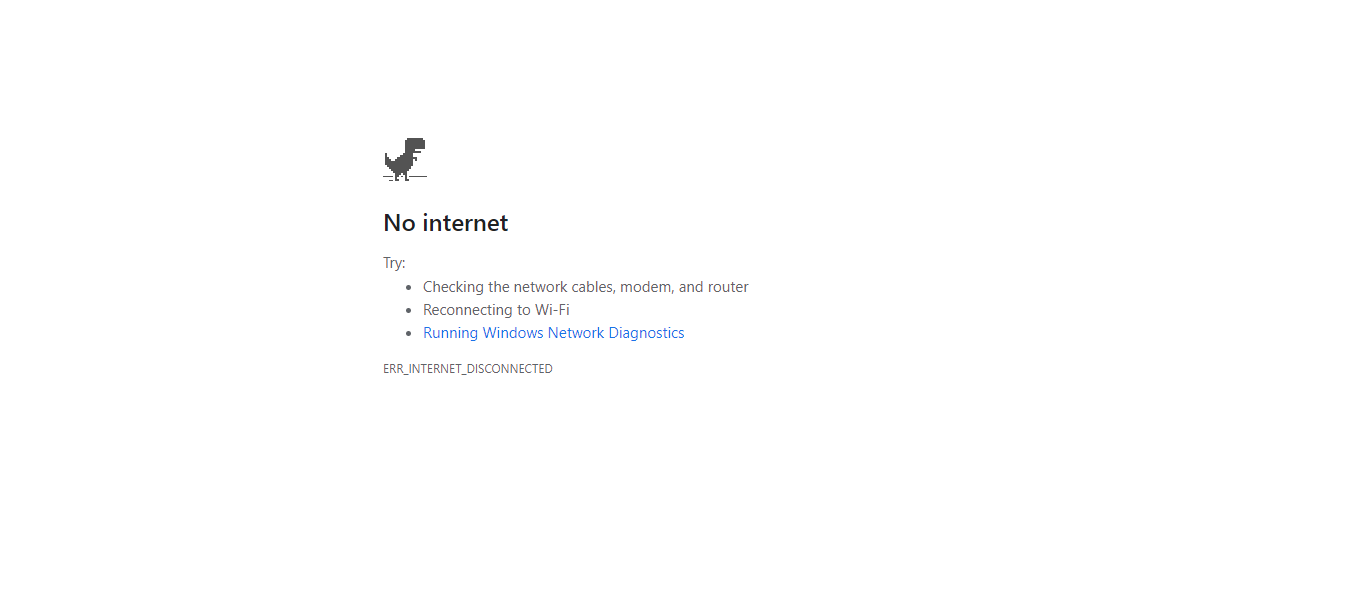 No internet
Try:
Checking the network cables, modem, and router
Reconnecting to Wi-Fi
Running Windows Network Diagnostics
ERR_INTERNET_DISCONNECTED